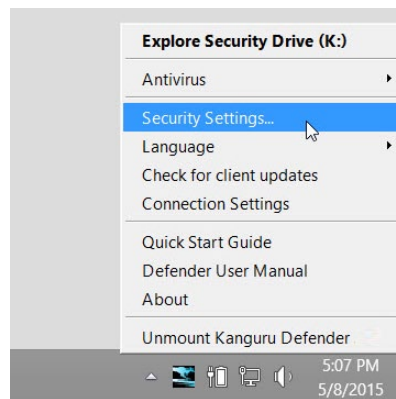 Explore Security Drive (K:)
Antivirus
Security Settings...
Language
Check for client updates
Connection Settings
Quick Start Guide
Defender User Manual
About
Unmount Kanguru Defender
5:07 PM
5/8/2015